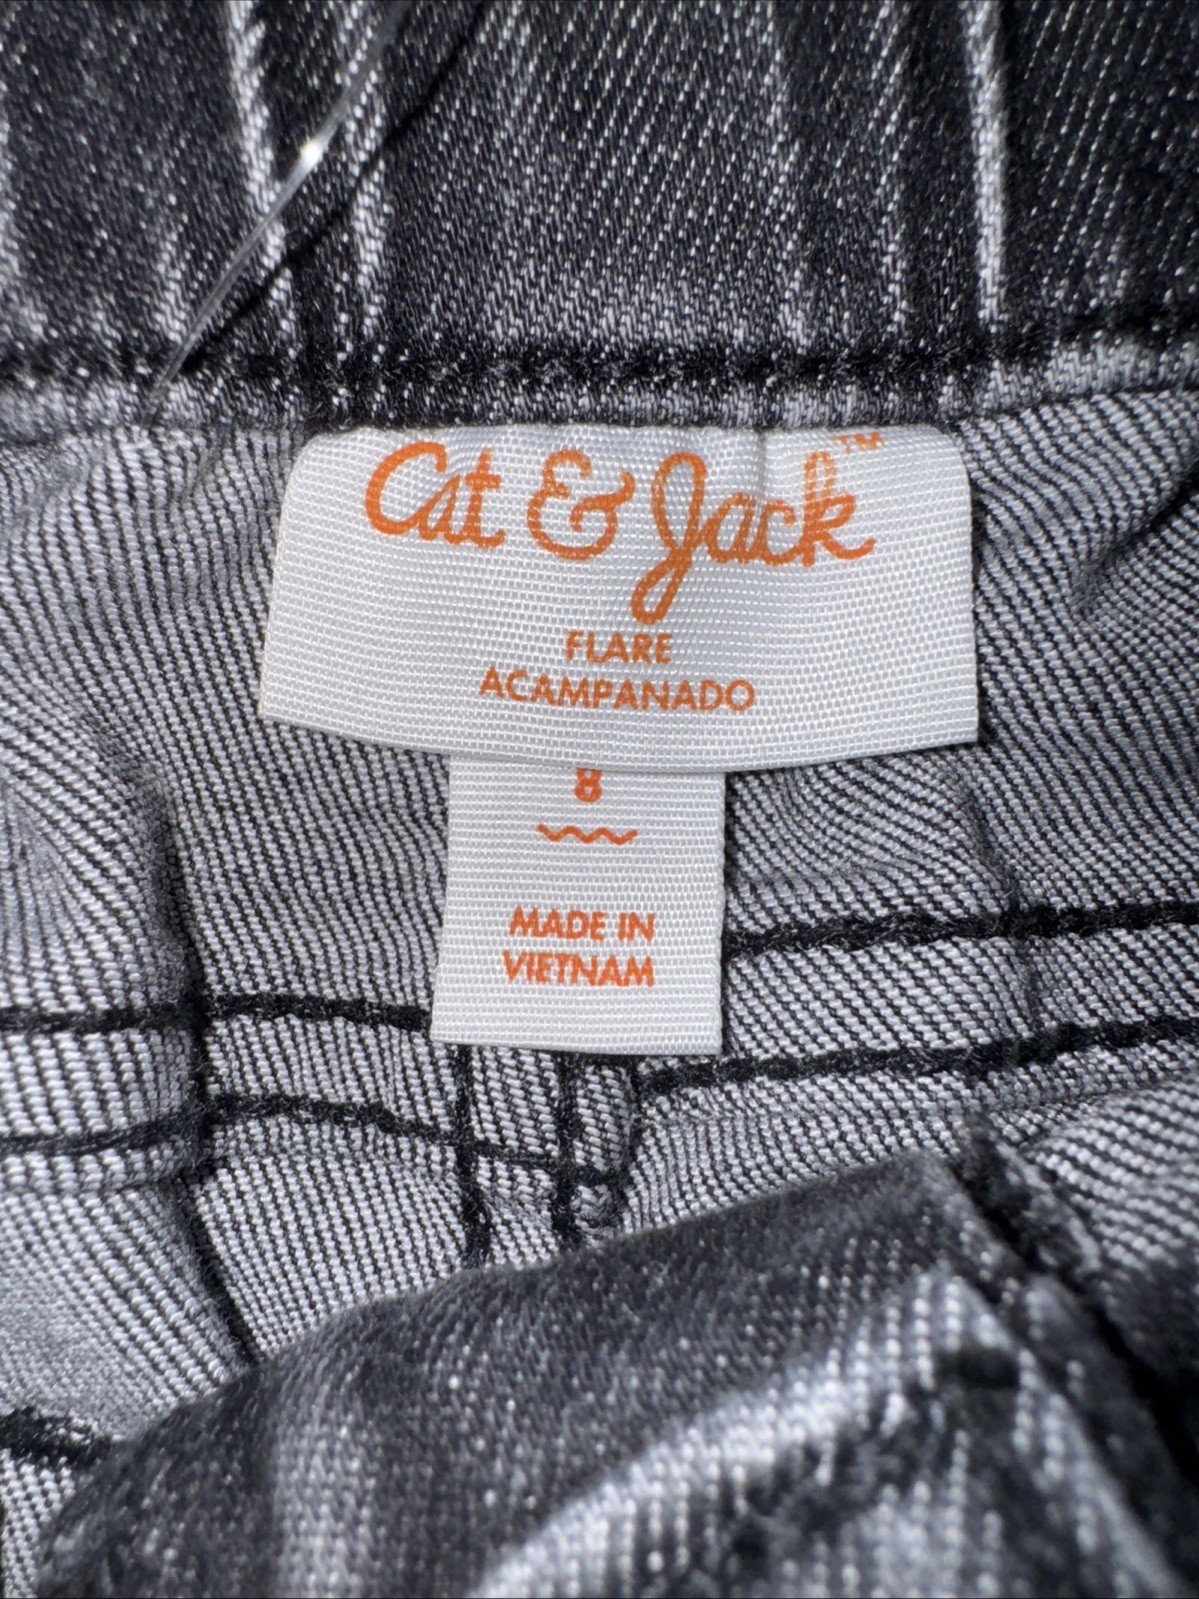 Cat & Jack™
FLARE
ACAMPANADO
8
MADE IN
VIETNAM